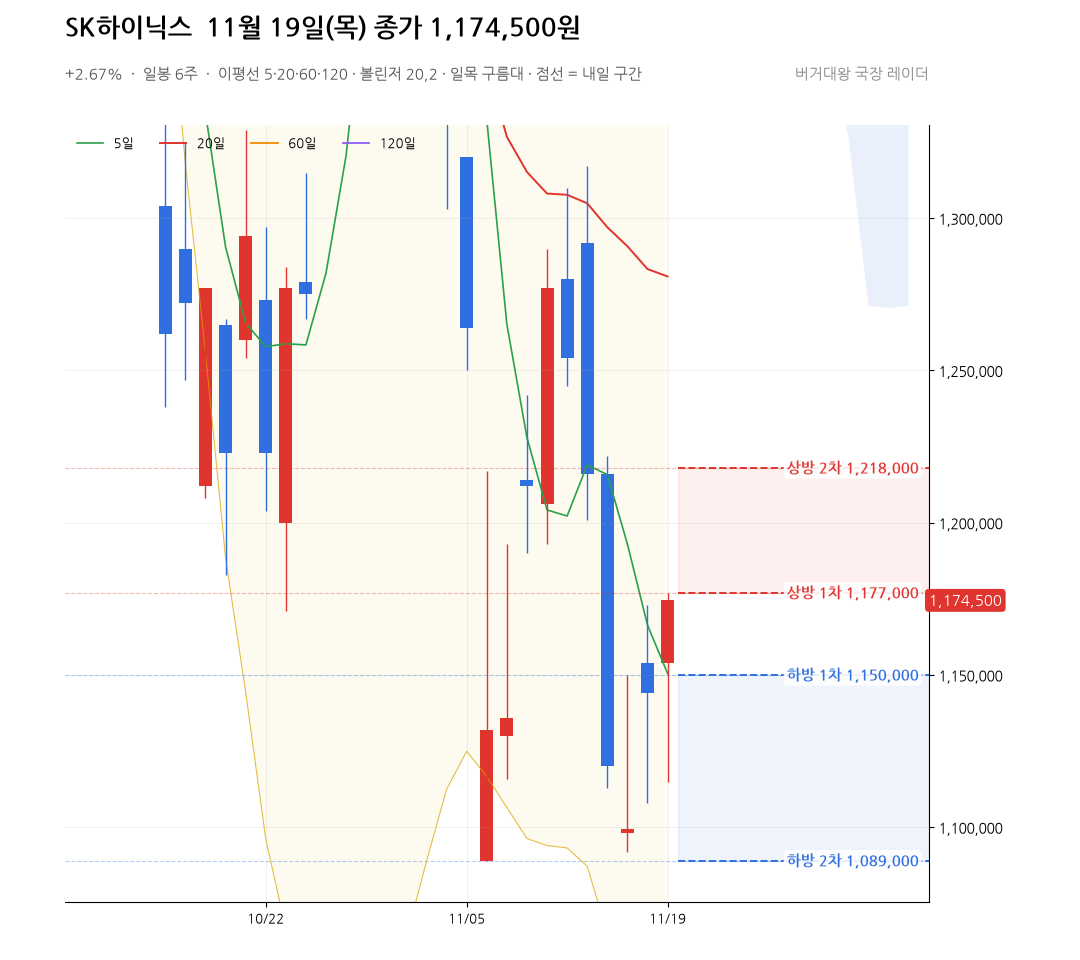 SK하이닉스 11월 19일(목) 종가 1,174,500원
+2.67% · 일봉 6주 · 이평선 5·20·60·120 · 볼린저 20,2 · 일목 구름대 · 점선 = 내일 구간
버거대왕 국장 레이더
5일 20일 60일 120일
1,300,000
1,250,000
상방 2차 1,218,000
1,200,000
상방 1차 1,177,000
1,174,500
하방 1차 1,150,000
1,150,000
1,100,000
하방 2차 1,089,000
10/22 11/05 11/19